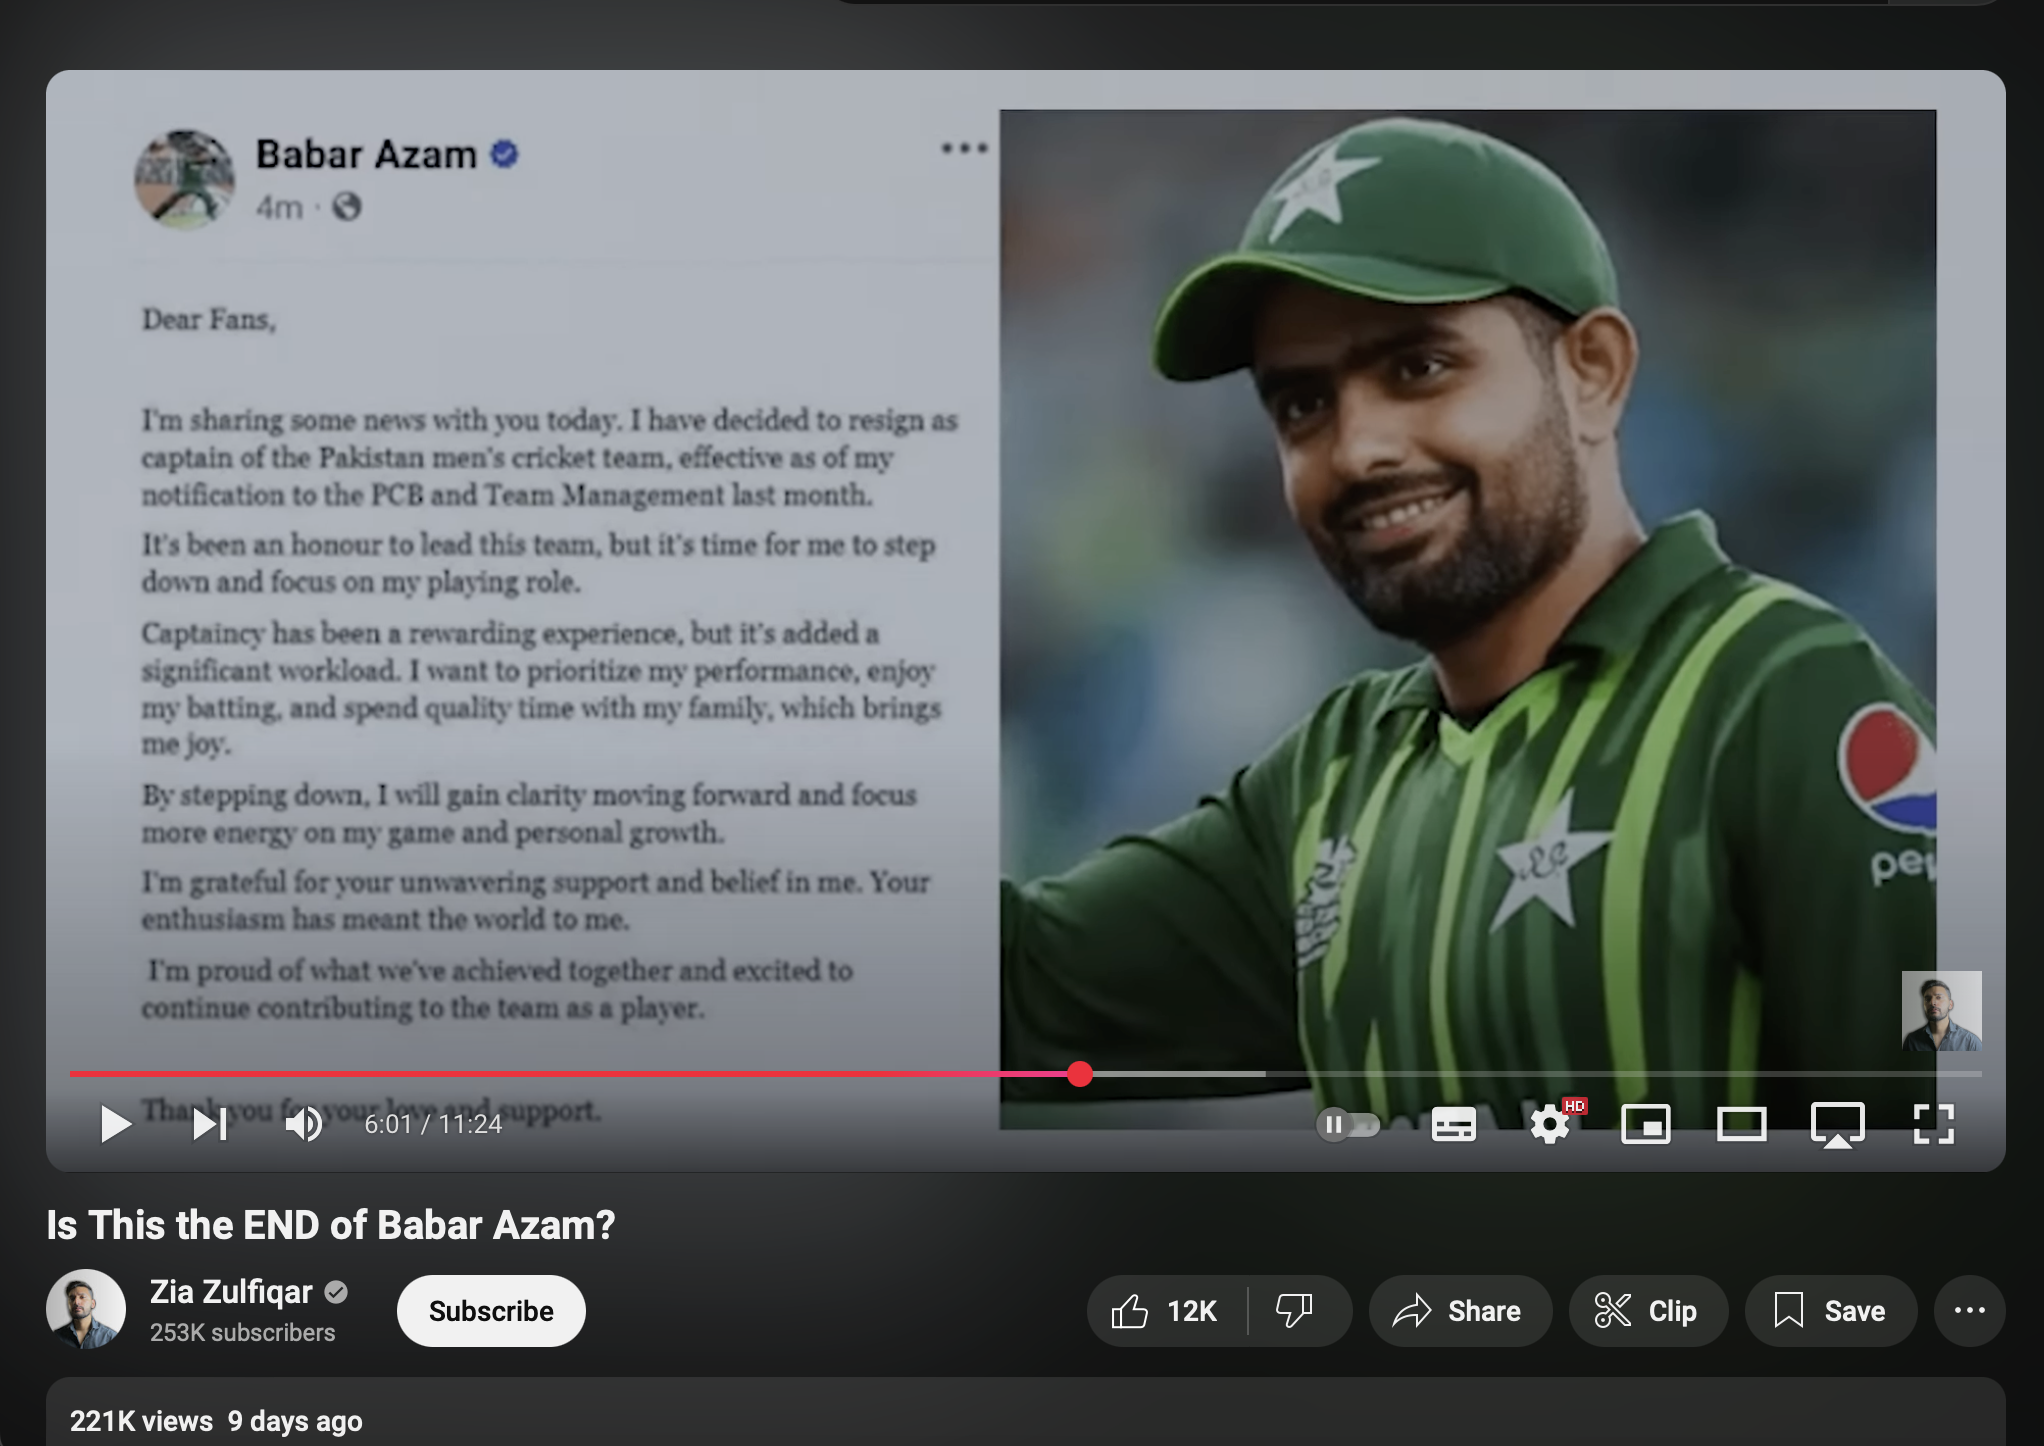 Babar Azam
4m ·
Dear Fans,
I'm sharing some news with you today. I have decided to resign as
captain of the Pakistan men's cricket team, effective as of my
notification to the PCB and Team Management last month.
It's been an honour to lead this team, but it's time for me to step
down and focus on my playing role.
Captaincy has been a rewarding experience, but it's added a
significant workload. I want to prioritize my performance, enjoy
my batting, and spend quality time with my family, which brings
me joy.
By stepping down, I will gain clarity moving forward and focus
more energy on my game and personal growth.
I'm grateful for your unwavering support and belief in me. Your
enthusiasm has meant the world to me.
I'm proud of what we've achieved together and excited to
continue contributing to the team as a player.
Thank you for your love and support.
pep
6:01 / 11:24
HD
Is This the END of Babar Azam?
Zia Zulfiqar
253K subscribers
Subscribe
12K
Share
Clip
Save
221K views 9 days ago